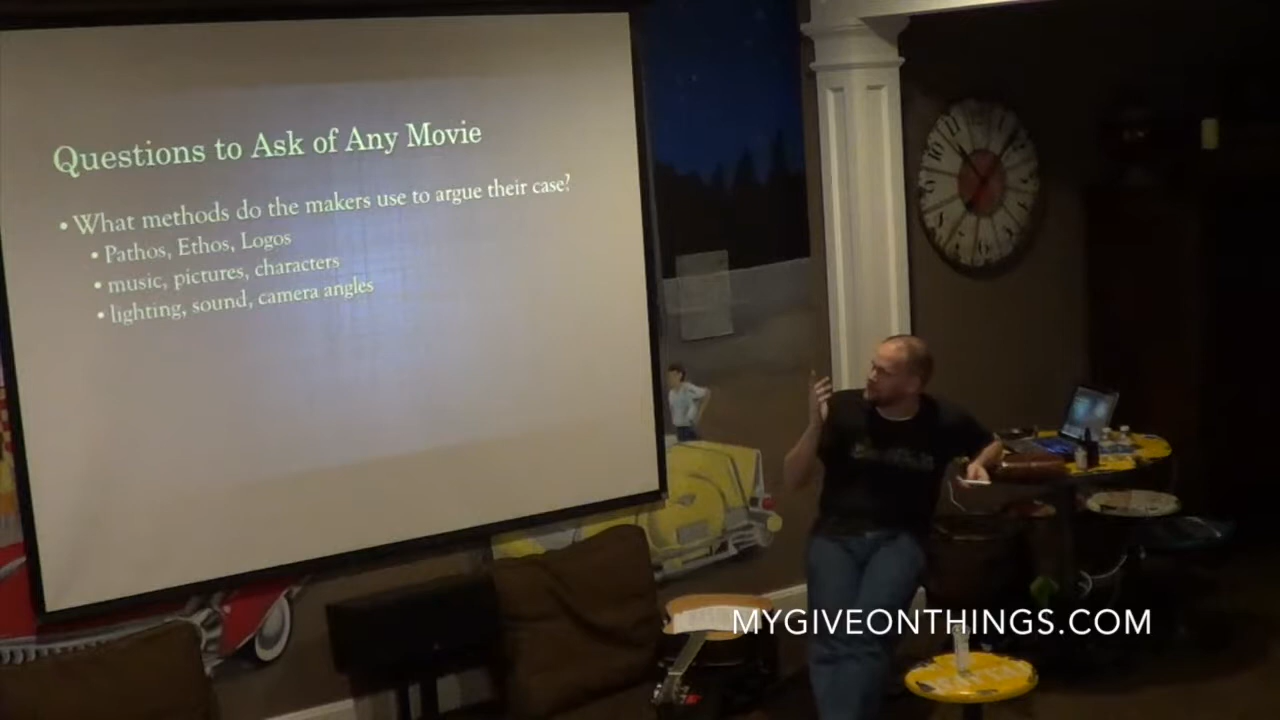 Questions to Ask of Any Movie
• What methods do the makers use to argue their case?
• Pathos, Ethos, Logos
• music, pictures, characters
• lighting, sound, camera angles
MYGIVEONTHINGS.COM